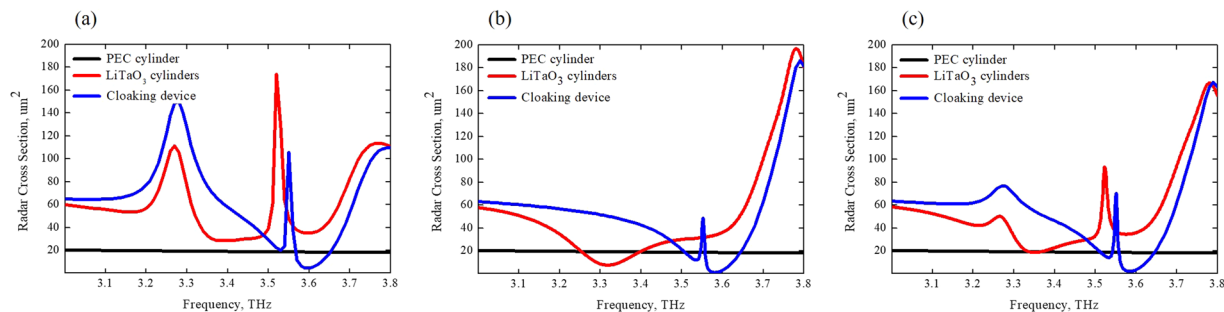 (a)
Radar Cross Section, um²
200
180
160
140
120
100
80
60
40
20
PEC cylinder
LiTaO₃ cylinders
Cloaking device
3.1 3.2 3.3 3.4 3.5 3.6 3.7 3.8
Frequency, THz
(b)
Radar Cross Section, um²
200
180
160
140
120
100
80
60
40
20
PEC cylinder
LiTaO₃ cylinders
Cloaking device
3.1 3.2 3.3 3.4 3.5 3.6 3.7 3.8
Frequency, THz
(c)
Radar Cross Section, um²
200
180
160
140
120
100
80
60
40
20
PEC cylinder
LiTaO₃ cylinders
Cloaking device
3.1 3.2 3.3 3.4 3.5 3.6 3.7 3.8
Frequency, THz